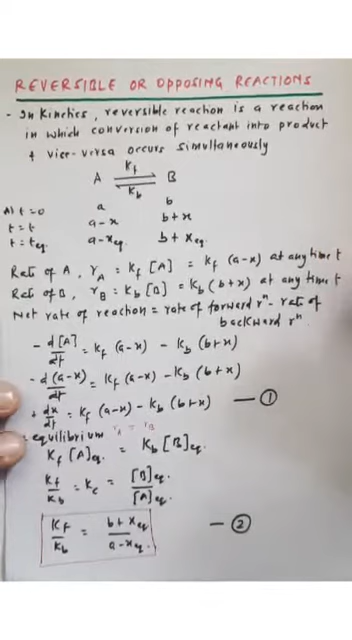 REVERSIBLE OR OPPOSING REACTIONS
- In Kinetics, reversible reaction is a reaction
in which conversion of reactant into product
& vice-versa occurs simultaneously
A ⇌ B
Kf
Kb
At t=0 a b
t=t a-x b+x
t=teq a-xeq. b+xeq.
Rate of A, rA = Kf [A] = Kf (a-x) at any time t
Rate of B, rB = Kb [B] = Kb (b+x) at any time t
Net rate of reaction = rate of forward rn - rate of
backward rn.
- d[A]/dt = Kf (a-x) - Kb (b+x)
- d(a-x)/dt = Kf (a-x) - Kb (b+x)
+ dx/dt = Kf (a-x) - Kb (b+x) — ①
equilibrium rA = rB
Kf [A]eq. = Kb [B]eq.
Kf/Kb = Kc = [B]eq./[A]eq.
Kf/Kb = b+xeq/a-xeq. — ②